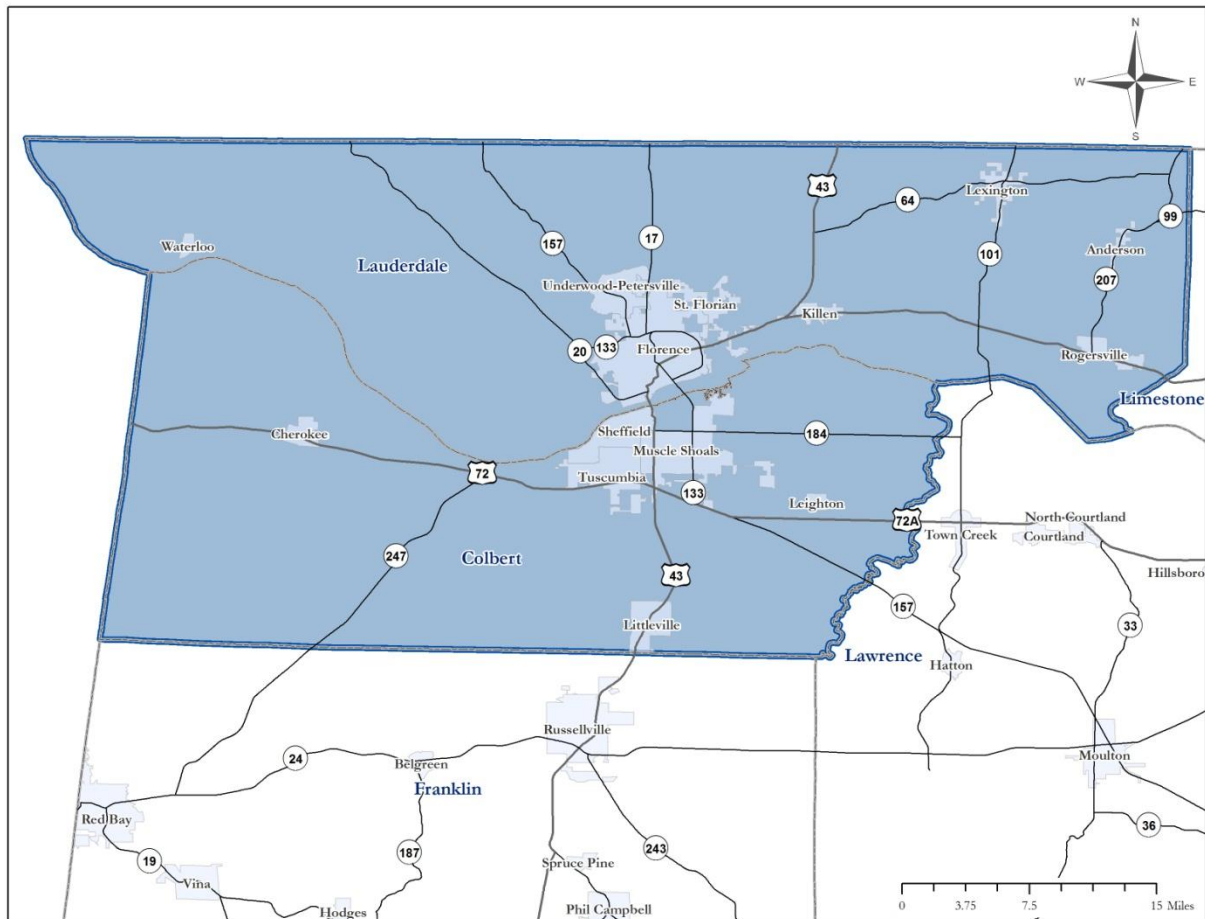 N
W E
S
43
Lexington
64
99
Waterloo
157
17
101
Anderson
Lauderdale
207
Underwood-Petersville
St. Florian
Killen
20
133
Florence
Rogersville
Limestone
Cherokee
Sheffield
184
Muscle Shoals
72
Tuscumbia
133
Leighton
72A
North-Courtland
Town Creek
Courtland
247
Colbert
43
Hillsboro
157
Littleville
33
Lawrence
Hatton
Russellville
24
Belgreen
Moulton
Franklin
Red Bay
36
19
187
243
Spruce Pine
Vina
Hodges
Phil Campbell
0 3.75 7.5 15 Miles